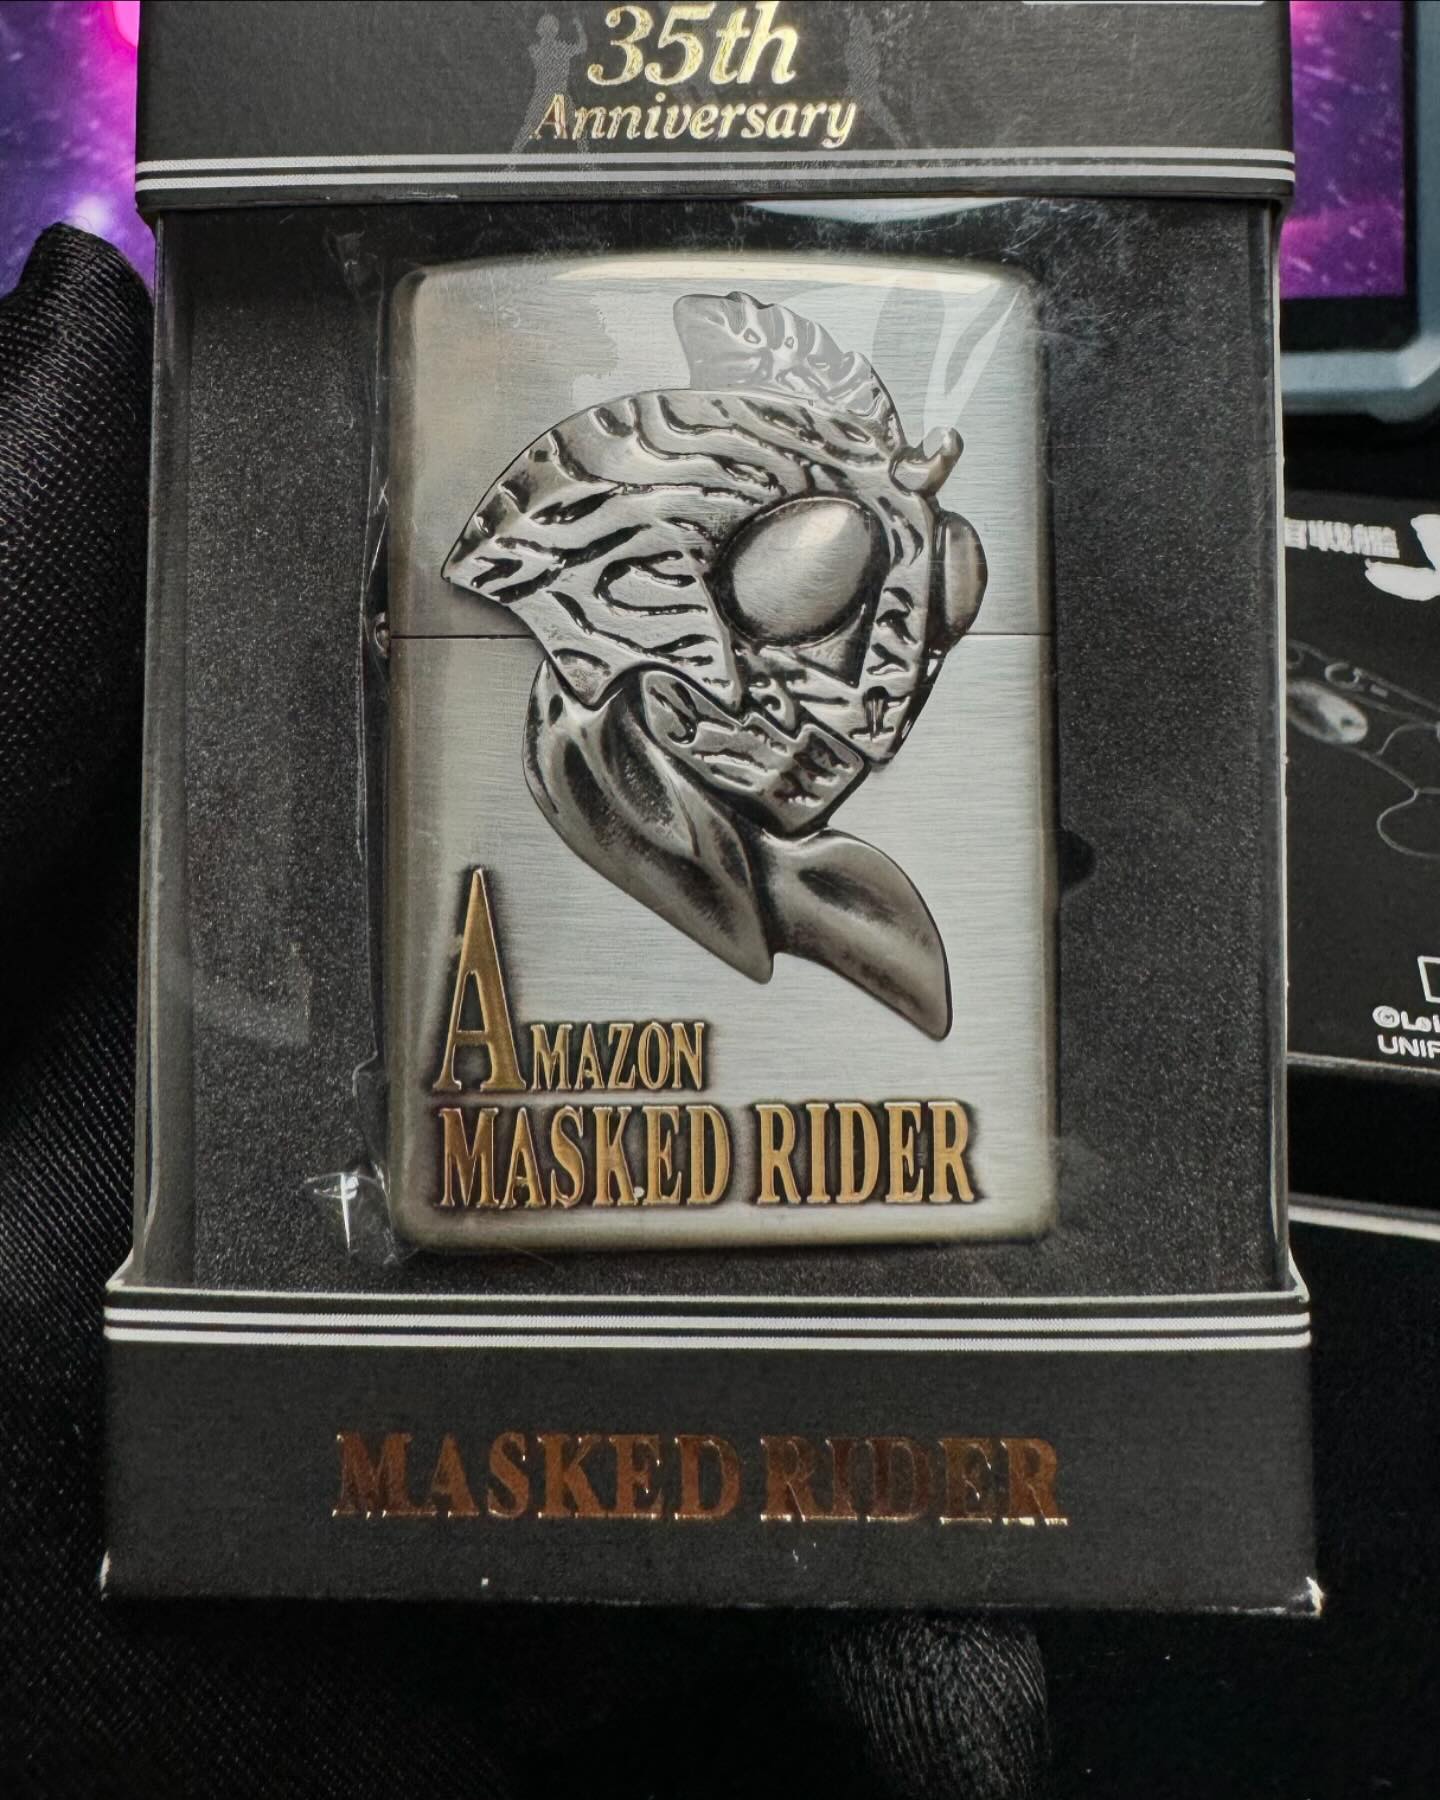 35th
Anniversary
AMAZON
MASKED RIDER
MASKED RIDER
UNIF